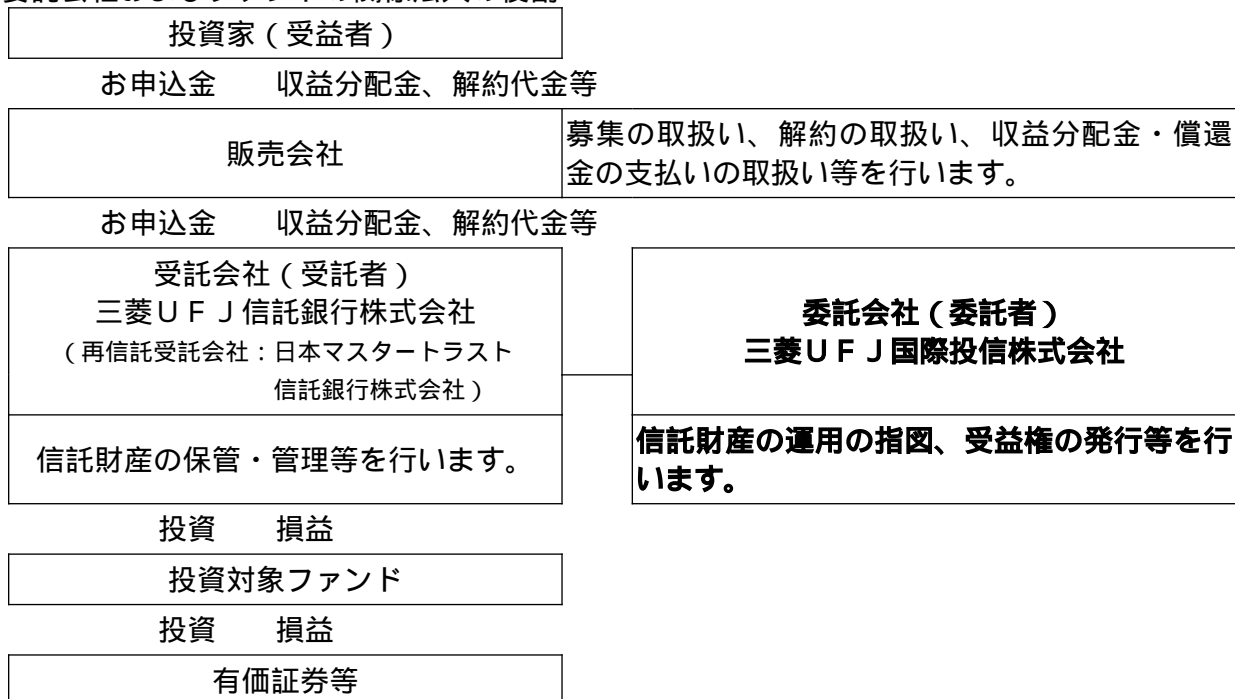 投資家（受益者）
お申込金　　収益分配金、解約代金等
販売会社
募集の取扱い、解約の取扱い、収益分配金・償還
金の支払いの取扱い等を行います。
お申込金　　収益分配金、解約代金等
受託会社（受託者）
三菱ＵＦＪ信託銀行株式会社
（再信託受託会社：日本マスタートラスト
信託銀行株式会社）
委託会社（委託者）
三菱ＵＦＪ国際投信株式会社
信託財産の保管・管理等を行います。
信託財産の運用の指図、受益権の発行等を行
います。
投資　　損益
投資対象ファンド
投資　　損益
有価証券等